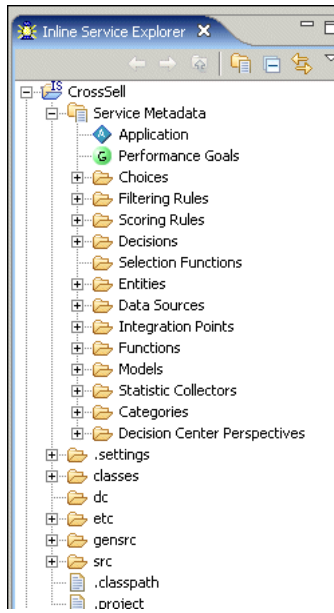 Inline Service Explorer
IS
CrossSell
Service Metadata
A Application
G Performance Goals
Choices
Filtering Rules
Scoring Rules
Decisions
Selection Functions
Entities
Data Sources
Integration Points
Functions
Models
Statistic Collectors
Categories
Decision Center Perspectives
.settings
classes
dc
etc
gensrc
src
.classpath
.project